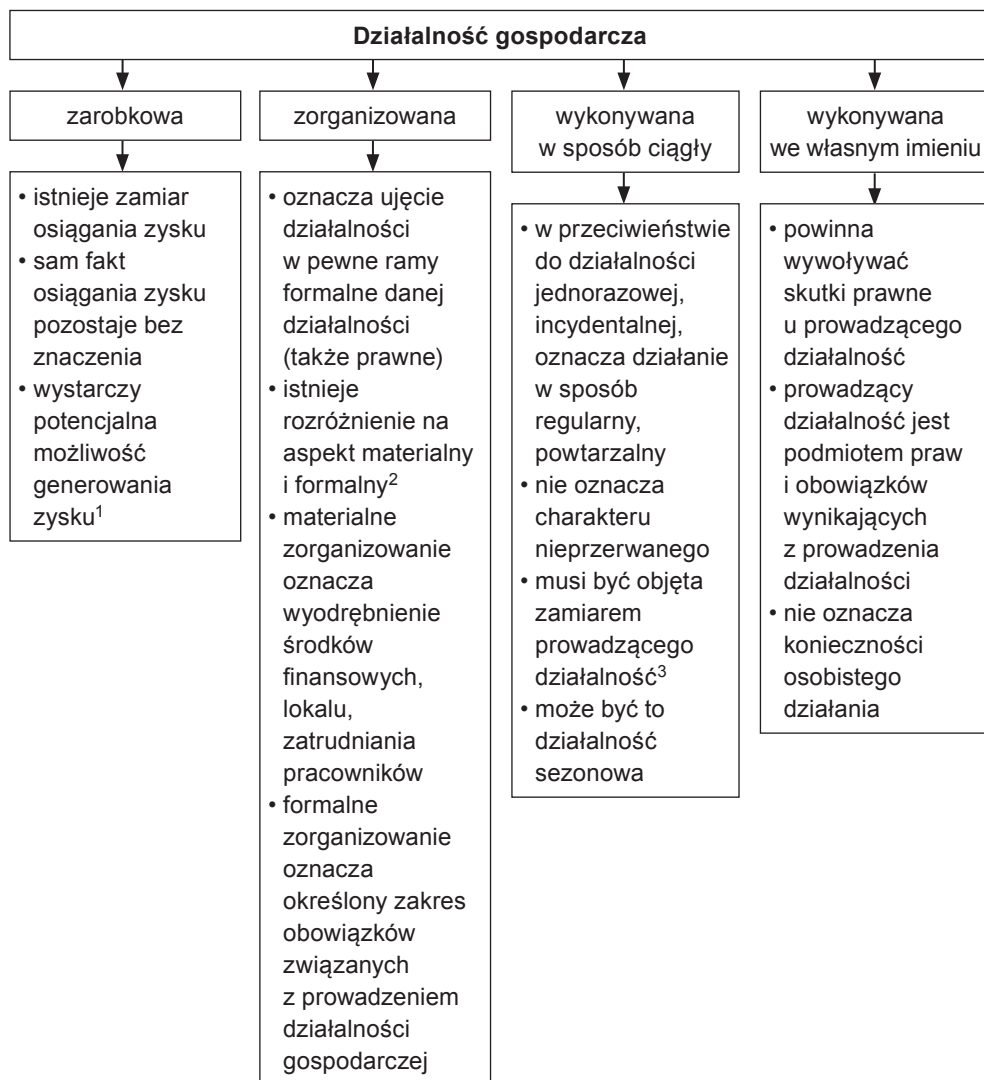 Działalność gospodarcza
zarobkowa
• istnieje zamiar
osiągania zysku
• sam fakt
osiągania zysku
pozostaje bez
znaczenia
• wystarczy
potencjalna
możliwość
generowania
zysku1
zorganizowana
• oznacza ujęcie
działalności
w pewne ramy
formalne danej
działalności
(także prawne)
• istnieje
rozróżnienie na
aspekt materialny
i formalny2
• materialne
zorganizowanie
oznacza
wyodrębnienie
środków
finansowych,
lokalu,
zatrudniania
pracowników
• formalne
zorganizowanie
oznacza
określony zakres
obowiązków
związanych
z prowadzeniem
działalności
gospodarczej
wykonywana
w sposób ciągły
• w przeciwieństwie
do działalności
jednorazowej,
incydentalnej,
oznacza działanie
w sposób
regularny,
powtarzalny
• nie oznacza
charakteru
nieprzerwanego
• musi być objęta
zamiarem
prowadzącego
działalność3
• może być to
działalność
sezonowa
wykonywana
we własnym imieniu
• powinna
wywoływać
skutki prawne
u prowadzącego
działalność
• prowadzący
działalność jest
podmiotem praw
i obowiązków
wynikających
z prowadzenia
działalności
• nie oznacza
konieczności
osobistego
działania